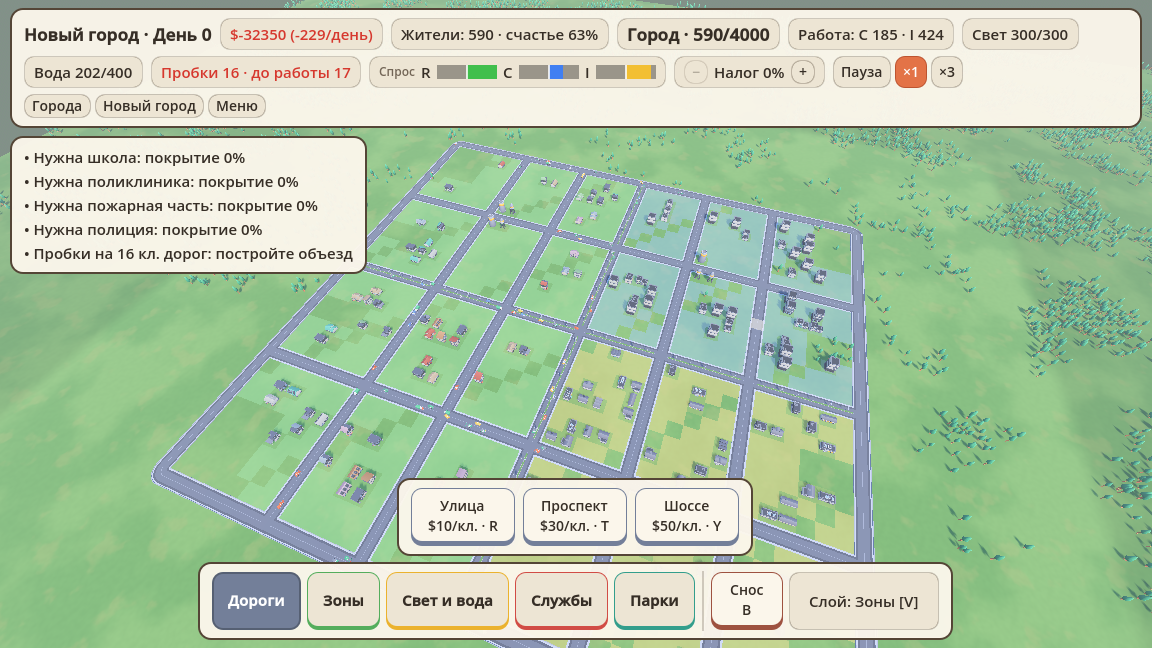 Новый город · День 0
$-32350 (-229/день)
Жители: 590 · счастье 63%
Город · 590/4000
Работа: C 185 · I 424
Свет 300/300
Вода 202/400
Пробки 16 · до работы 17
Спрос R C I
− Налог 0% +
Пауза ×1 ×3
Города
Новый город
Меню
• Нужна школа: покрытие 0%
• Нужна поликлиника: покрытие 0%
• Нужна пожарная часть: покрытие 0%
• Нужна полиция: покрытие 0%
• Пробки на 16 кл. дорог: постройте объезд
Улица
$10/кл. · R
Проспект
$30/кл. · T
Шоссе
$50/кл. · Y
Дороги
Зоны
Свет и вода
Службы
Парки
Снос
B
Слой: Зоны [V]